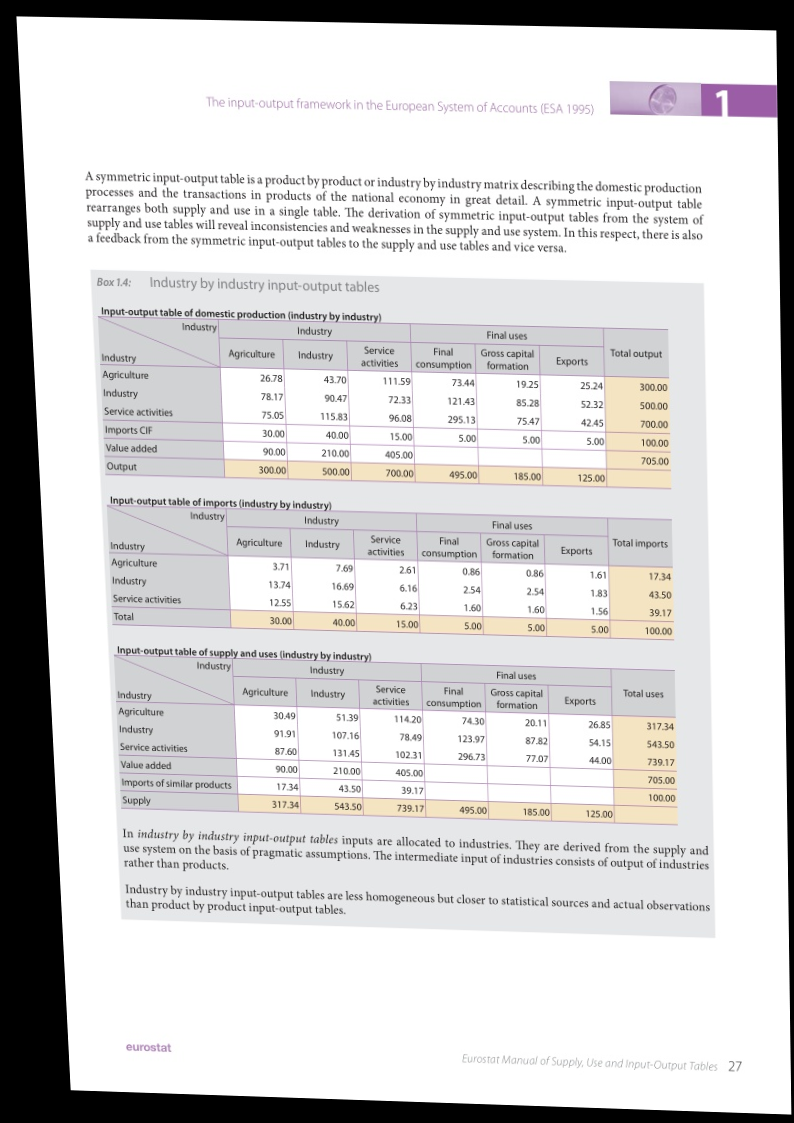 The input-output framework in the European System of Accounts (ESA 1995)
1
A symmetric input-output table is a product by product or industry by industry matrix describing the domestic production
processes and the transactions in products of the national economy in great detail. A symmetric input-output table
rearranges both supply and use in a single table. The derivation of symmetric input-output tables from the system of
supply and use tables will reveal inconsistencies and weaknesses in the supply and use system. In this respect, there is also
a feedback from the symmetric input-output tables to the supply and use tables and vice versa.
Box 1.4: Industry by industry input-output tables
Input-output table of domestic production (industry by industry)
Industry Industry Final uses Total output
Industry Agriculture Industry Service activities Final consumption Gross capital formation Exports
Agriculture 26.78 43.70 111.59 73.44 19.25 25.24 300.00
Industry 78.17 90.47 72.33 121.43 85.28 52.32 500.00
Service activities 75.05 115.83 96.08 295.13 75.47 42.45 700.00
Imports CIF 30.00 40.00 15.00 5.00 5.00 5.00 100.00
Value added 90.00 210.00 405.00 705.00
Output 300.00 500.00 700.00 495.00 185.00 125.00
Input-output table of imports (industry by industry)
Industry Industry Final uses Total imports
Industry Agriculture Industry Service activities Final consumption Gross capital formation Exports
Agriculture 3.71 7.69 2.61 0.86 0.86 1.61 17.34
Industry 13.74 16.69 6.16 2.54 2.54 1.83 43.50
Service activities 12.55 15.62 6.23 1.60 1.60 1.56 39.17
Total 30.00 40.00 15.00 5.00 5.00 5.00 100.00
Input-output table of supply and uses (industry by industry)
Industry Industry Final uses Total uses
Industry Agriculture Industry Service activities Final consumption Gross capital formation Exports
Agriculture 30.49 51.39 114.20 74.30 20.11 26.85 317.34
Industry 91.91 107.16 78.49 123.97 87.82 54.15 543.50
Service activities 87.60 131.45 102.31 296.73 77.07 44.00 739.17
Value added 90.00 210.00 405.00 705.00
Imports of similar products 17.34 43.50 39.17 100.00
Supply 317.34 543.50 739.17 495.00 185.00 125.00
In industry by industry input-output tables inputs are allocated to industries. They are derived from the supply and
use system on the basis of pragmatic assumptions. The intermediate input of industries consists of output of industries
rather than products.
Industry by industry input-output tables are less homogeneous but closer to statistical sources and actual observations
than product by product input-output tables.
eurostat
Eurostat Manual of Supply, Use and Input-Output Tables 27